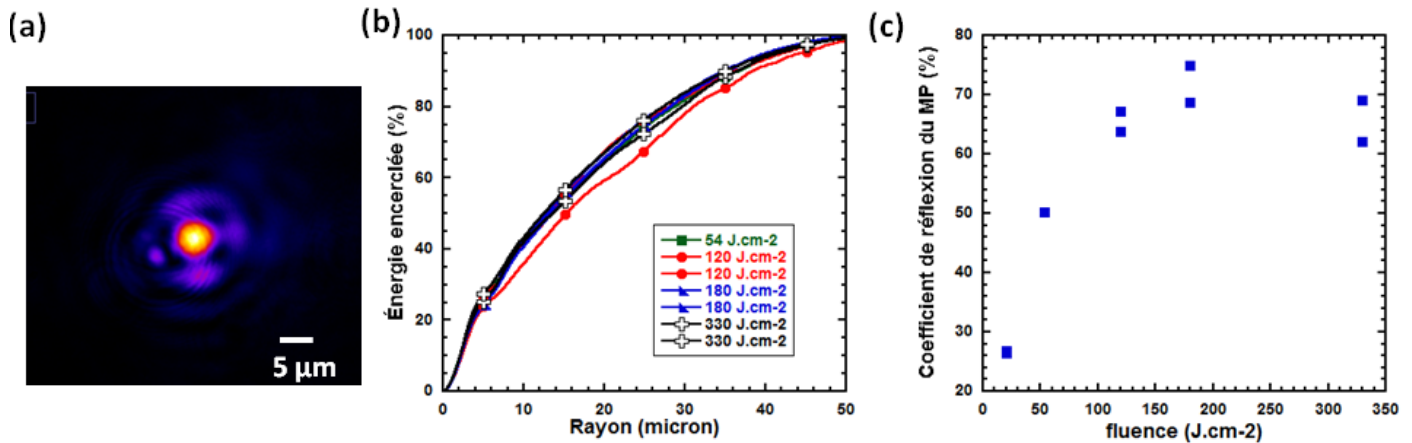 (a)
5 µm
(b)
Énergie encerclée (%)
100
80
60
40
20
0
54 J.cm-2
120 J.cm-2
120 J.cm-2
180 J.cm-2
180 J.cm-2
330 J.cm-2
330 J.cm-2
0 10 20 30 40 50
Rayon (micron)
(c)
Coefficient de réflexion du MP (%)
80
70
60
50
40
30
20
0 50 100 150 200 250 300 350
fluence (J.cm-2)